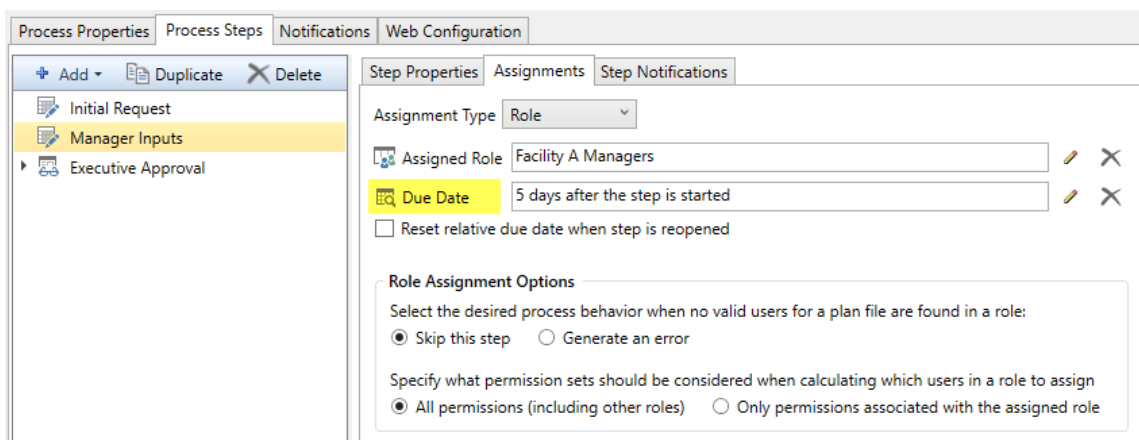 Process Properties Process Steps Notifications Web Configuration
Add Duplicate Delete
Initial Request
Manager Inputs
Executive Approval
Step Properties Assignments Step Notifications
Assignment Type Role
Assigned Role Facility A Managers
Due Date 5 days after the step is started
Reset relative due date when step is reopened
Role Assignment Options
Select the desired process behavior when no valid users for a plan file are found in a role:
Skip this step Generate an error
Specify what permission sets should be considered when calculating which users in a role to assign
All permissions (including other roles) Only permissions associated with the assigned role